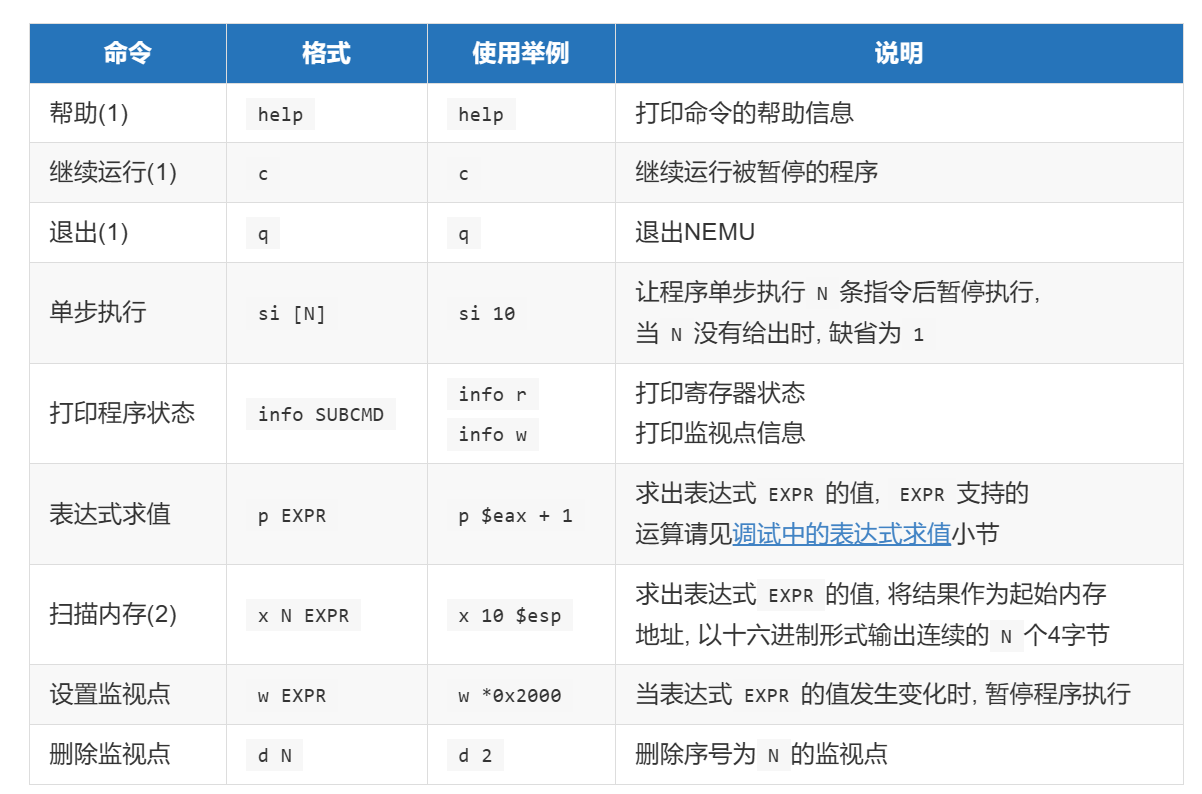 命令 格式 使用举例 说明
帮助(1) help help 打印命令的帮助信息
继续运行(1) c c 继续运行被暂停的程序
退出(1) q q 退出NEMU
单步执行 si [N] si 10 让程序单步执行 N 条指令后暂停执行,
当 N 没有给出时, 缺省为 1
打印程序状态 info SUBCMD info r 打印寄存器状态
info w 打印监视点信息
表达式求值 p EXPR p $eax + 1 求出表达式 EXPR 的值, EXPR 支持的
运算请见调试中的表达式求值小节
扫描内存(2) x N EXPR x 10 $esp 求出表达式 EXPR 的值, 将结果作为起始内存
地址, 以十六进制形式输出连续的 N 个4字节
设置监视点 w EXPR w *0x2000 当表达式 EXPR 的值发生变化时, 暂停程序执行
删除监视点 d N d 2 删除序号为 N 的监视点